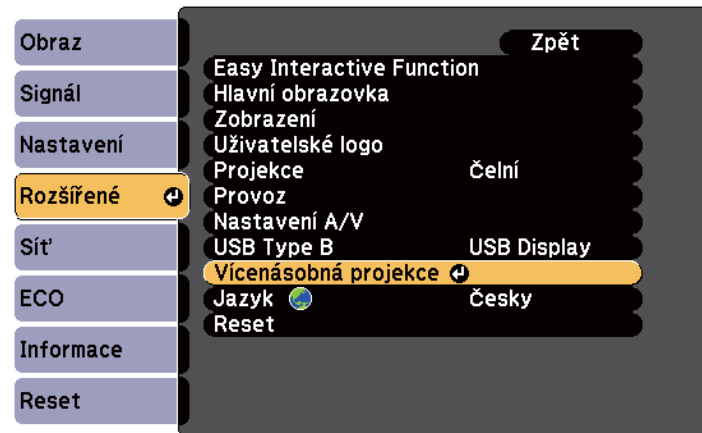 Obraz
Signál
Nastavení
Rozšířené
Síť
ECO
Informace
Reset
Zpět
Easy Interactive Function
Hlavní obrazovka
Zobrazení
Uživatelské logo
Projekce Čelní
Provoz
Nastavení A/V
USB Type B USB Display
Vícenásobná projekce
Jazyk Česky
Reset